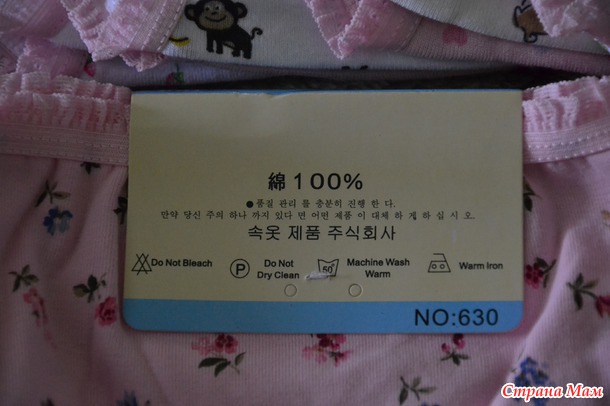 綿100%
●품질 관리 를 충분히 진행 한 다.
만약 당신 주의 하나 까지 있다 면 어떤 제품 이 대체 하 게 하 십 시 오.
속옷 제품 주식회사
Do Not Bleach
P
Do Not
Dry Clean
50°
Machine Wash
Warm
Warm iron
NO:630
Страна Мам